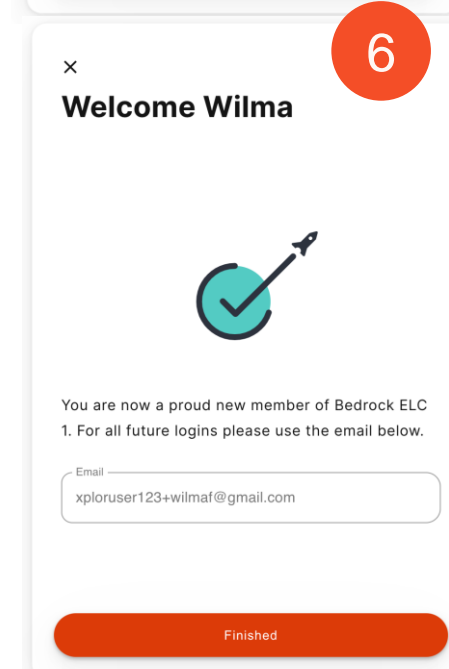 6
Welcome Wilma
You are now a proud new member of Bedrock ELC
1. For all future logins please use the email below.
Email
xploruser123+wilmaf@gmail.com
Finished